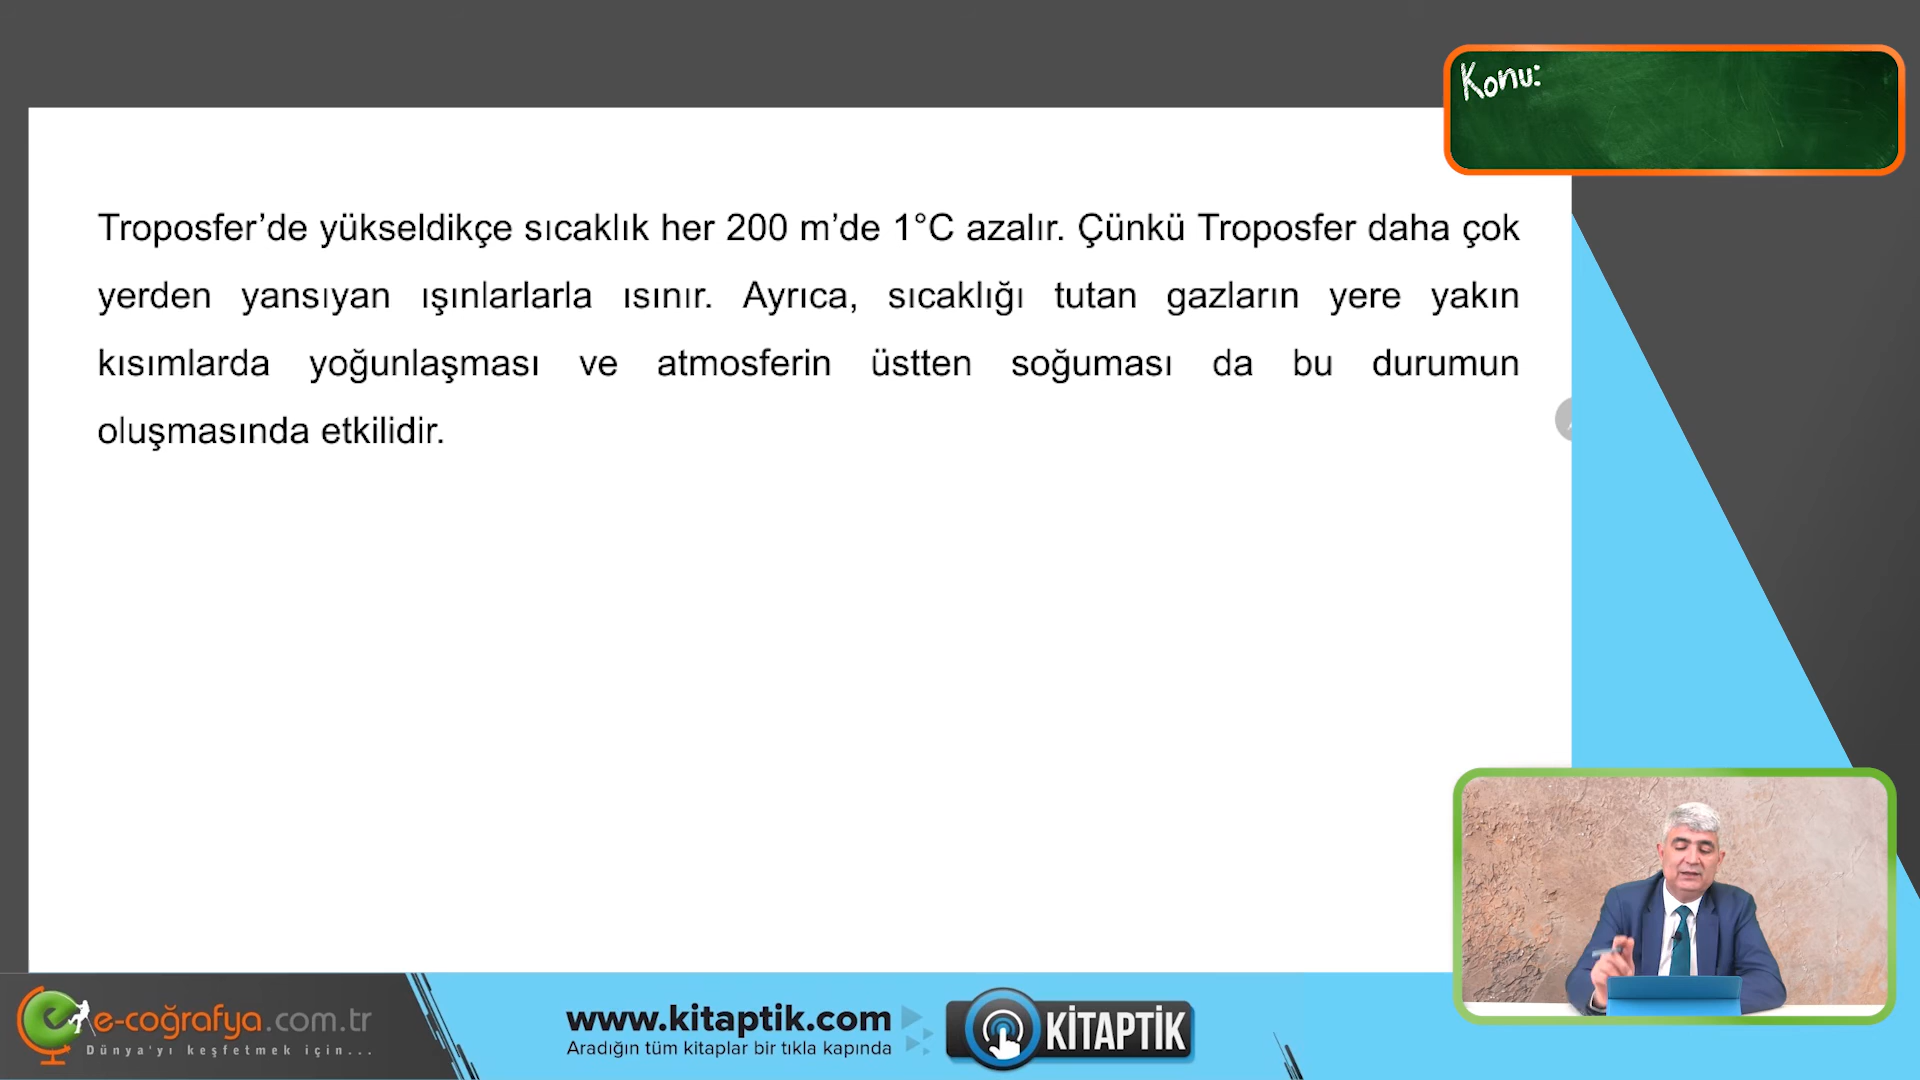 Konu:
Troposfer’de yükseldikçe sıcaklık her 200 m’de 1°C azalır. Çünkü Troposfer daha çok
yerden yansıyan ışınlarlarla ısınır. Ayrıca, sıcaklığı tutan gazların yere yakın
kısımlarda yoğunlaşması ve atmosferin üstten soğuması da bu durumun
oluşmasında etkilidir.
e-coğrafya.com.tr
Dünya'yı keşfetmek için...
www.kitaptik.com
Aradığın tüm kitaplar bir tıkla kapında
KİTAPTİK